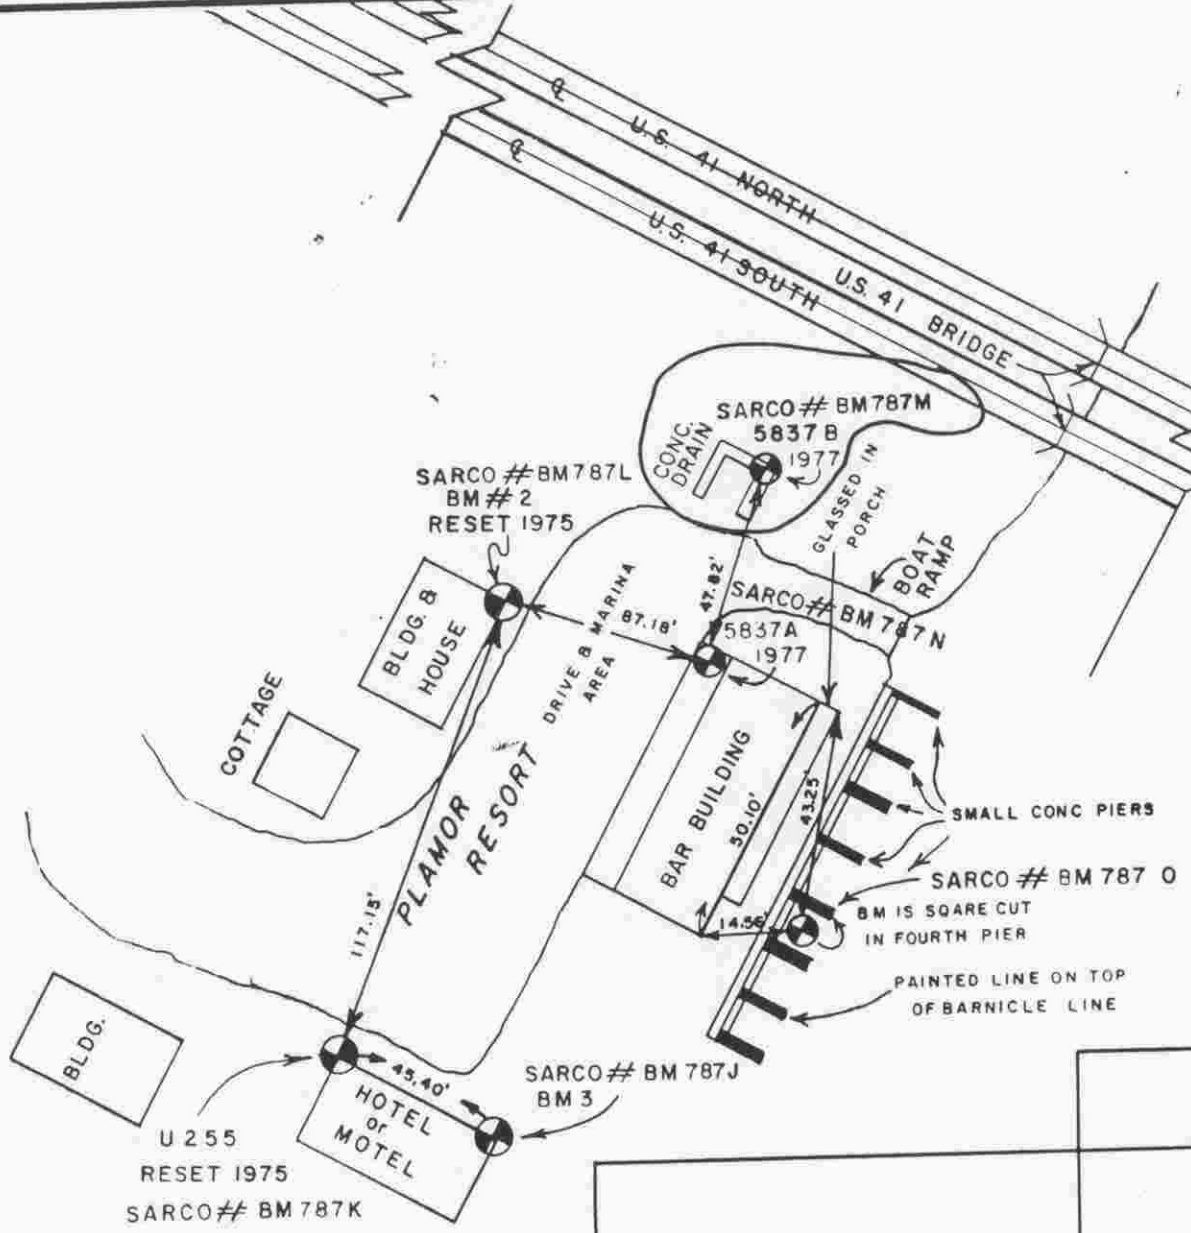 ℄
U.S. 41 NORTH
℄
U.S. 41 SOUTH
U.S. 41 BRIDGE
SARCO # BM787M
5837 B
1977
CONC.
DRAIN
GLASSED IN
PORCH
SARCO # BM787L
BM # 2
RESET 1975
BOAT
RAMP
47.82'
SARCO # BM 787 N
87.18'
5837A
1977
BLDG. &
HOUSE
DRIVE & MARINA
AREA
COTTAGE
PLAMOR
RESORT
BAR BUILDING
50.10'
43.25'
SMALL CONC PIERS
SARCO # BM 787 O
BM IS SQARE CUT
IN FOURTH PIER
14.56'
117.15'
PAINTED LINE ON TOP
OF BARNICLE LINE
BLDG.
45.40'
SARCO # BM 787J
BM 3
HOTEL
or
MOTEL
U 255
RESET 1975
SARCO # BM 787K